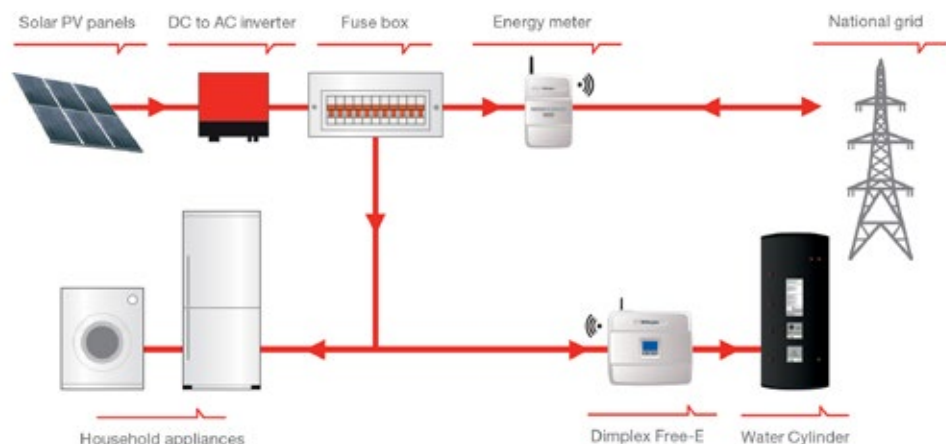 Solar PV panels
DC to AC inverter
Fuse box
Energy meter
National grid
Household appliances
Dimplex Free-E
Water Cylinder